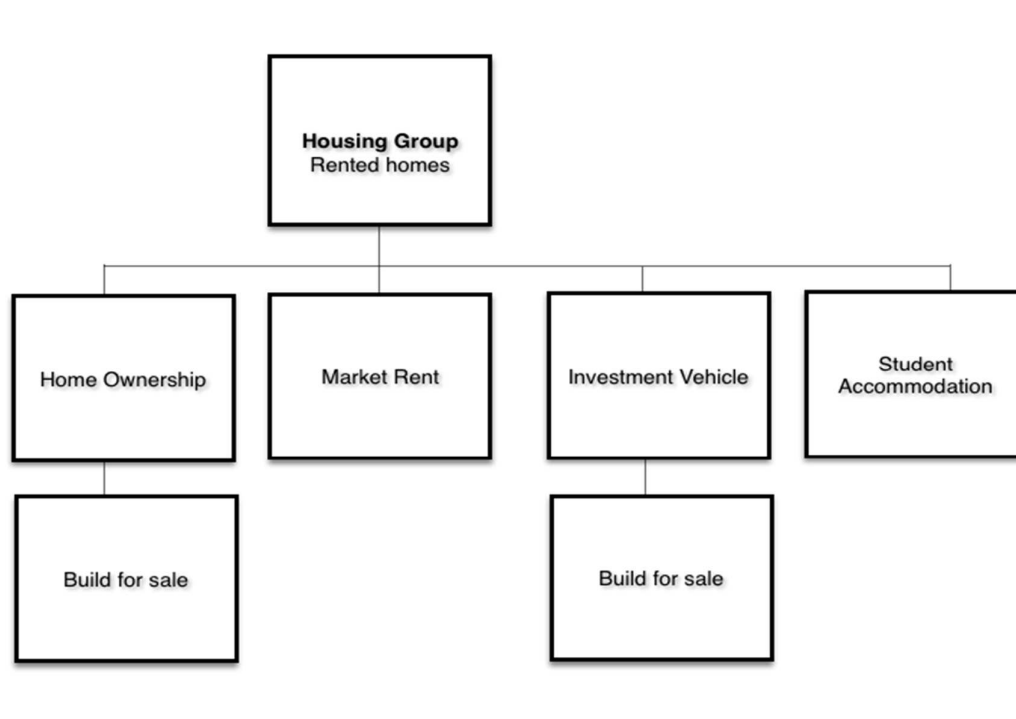 Housing Group
Rented homes
Home Ownership
Market Rent
Investment Vehicle
Student
Accommodation
Build for sale
Build for sale